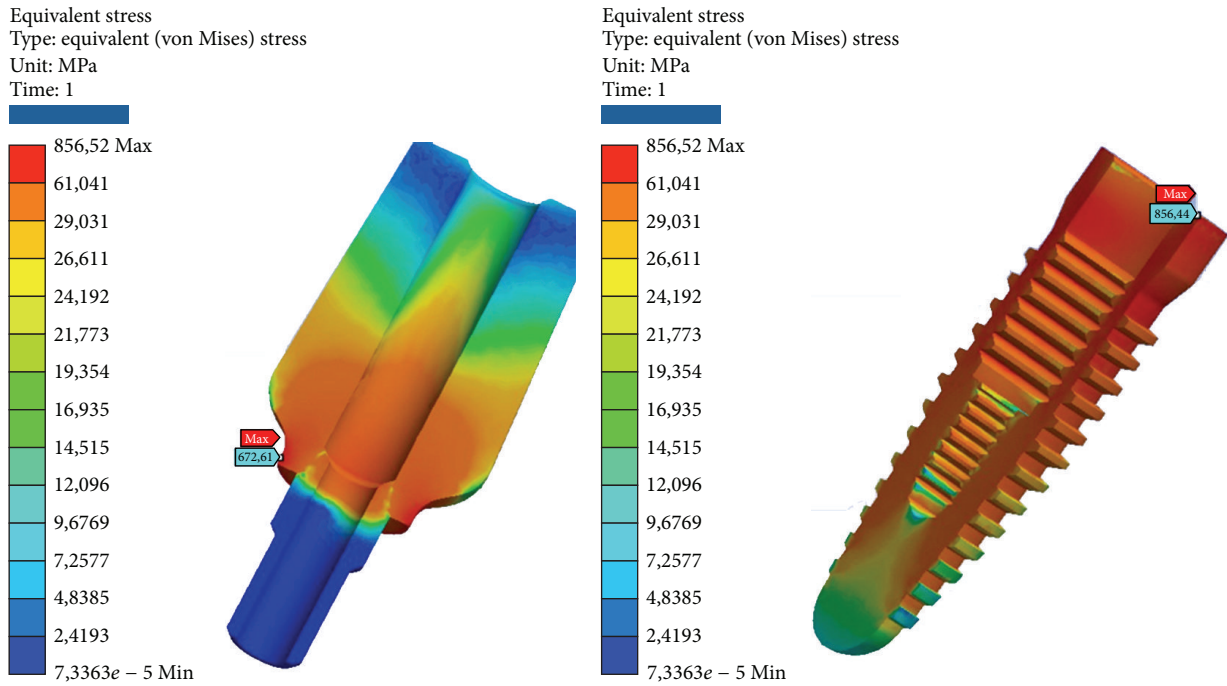 Equivalent stress
Type: equivalent (von Mises) stress
Unit: MPa
Time: 1
856,52 Max
61,041
29,031
26,611
24,192
21,773
19,354
16,935
14,515
12,096
9,6769
7,2577
4,8385
2,4193
7,3363e − 5 Min
Max
672,61
Equivalent stress
Type: equivalent (von Mises) stress
Unit: MPa
Time: 1
856,52 Max
61,041
29,031
26,611
24,192
21,773
19,354
16,935
14,515
12,096
9,6769
7,2577
4,8385
2,4193
7,3363e − 5 Min
Max
856,44